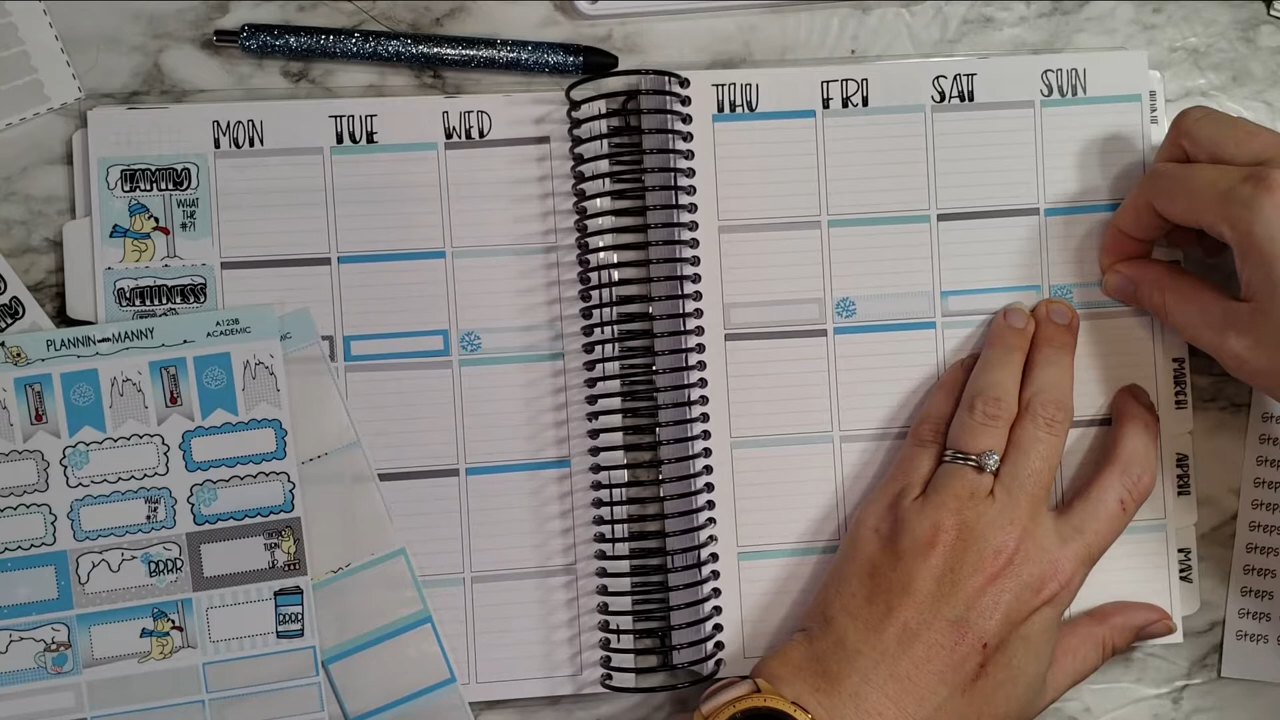 MON
TUE
WED
THU
FRI
SAT
SUN
FAMILY
WHAT
THE
#?!
WELLNESS
PLANNIN WITH MANNY
A123B
ACADEMIC
WHAT
THE
#?!
BRRR
TURN
IT
UP
BRRR
MARCH
APRIL
MAY
Steps
Steps
Steps
Steps
Steps
Steps
Steps
Steps
Steps
Steps
Steps